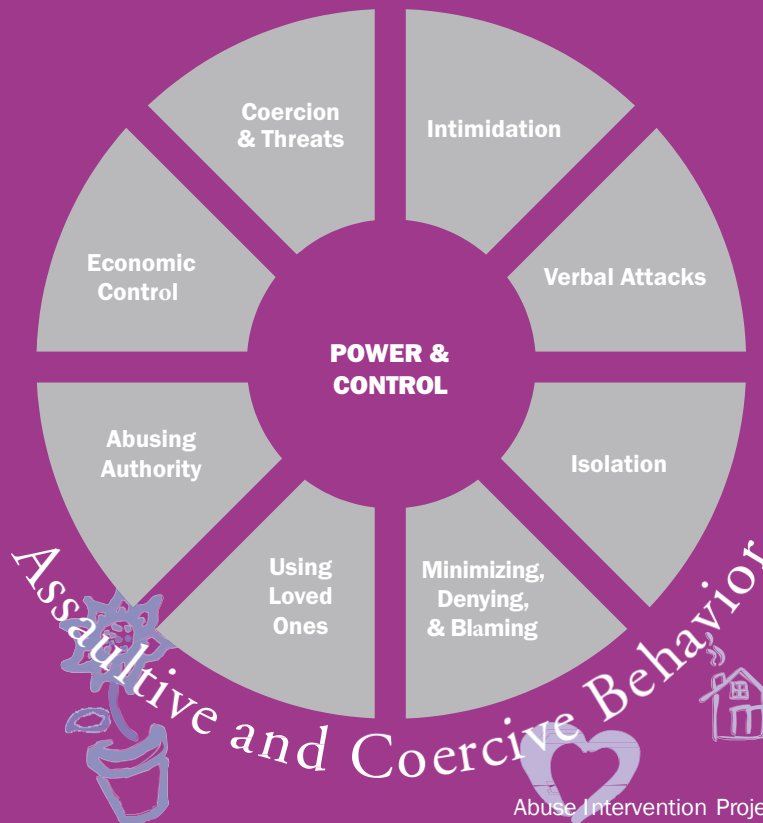 Coercion
& Threats
Intimidation
Verbal Attacks
Isolation
Minimizing,
Denying,
& Blaming
Using
Loved
Ones
Abusing
Authority
Economic
Control
POWER &
CONTROL
Assaultive and Coercive Behavior
Abuse Intervention